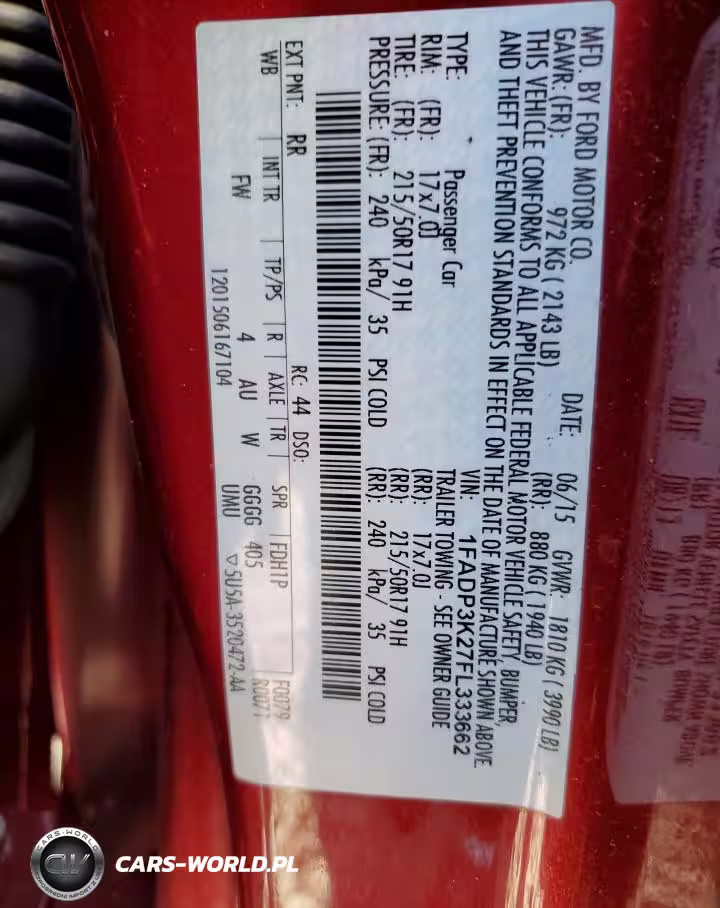 MFD. BY FORD MOTOR CO.
DATE: 06/15 GVWR: 1810 KG ( 3990 LB)
GAWR: (FR): 972 KG ( 2143 LB) (RR): 880 KG ( 1940 LB)
THIS VEHICLE CONFORMS TO ALL APPLICABLE FEDERAL MOTOR VEHICLE SAFETY, BUMPER,
AND THEFT PREVENTION STANDARDS IN EFFECT ON THE DATE OF MANUFACTURE SHOWN ABOVE.
VIN: 1FADP3K27FL333662
TYPE: Passenger Car TRAILER TOWING - SEE OWNER GUIDE
RIM: (FR): 17x7.0J (RR): 17x7.0J
TIRE: (FR): 215/50R17 91H (RR): 215/50R17 91H
PRESSURE: (FR): 240 kPa/ 35 PSI COLD (RR): 240 kPa/ 35 PSI COLD
EXT PNT: RR RC: 44 DSO: F0079
WB INT TR TP/PS R AXLE TR SPR FDH1P R0071
FW 4 AU W GGGG 405
UMU
1201506167104 ▽5U5A-3520472-AA
CARS-WORLD
CW
CARS-WORLD.PL